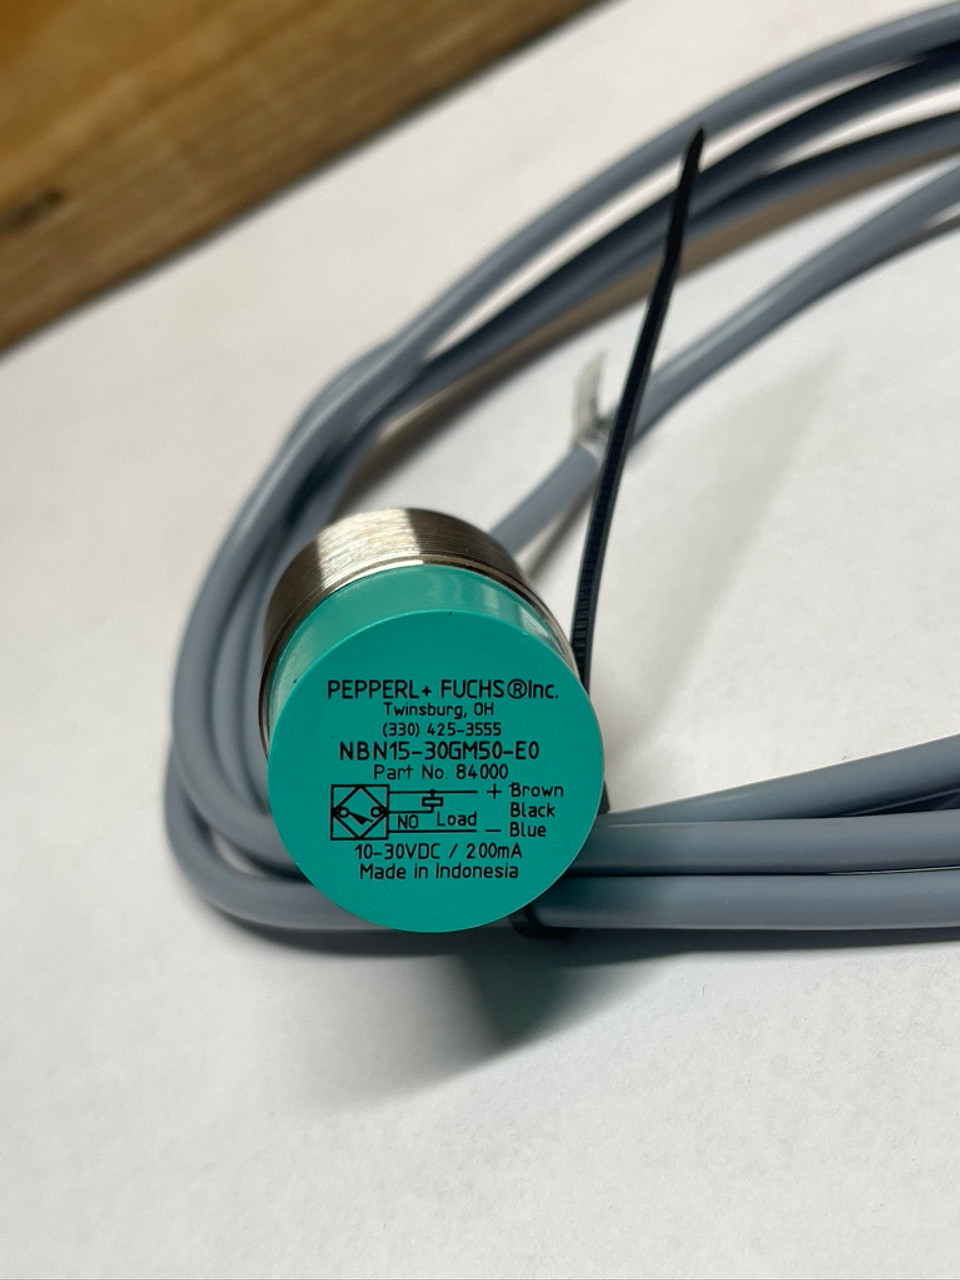 PEPPERL+ FUCHS®Inc.
Twinsburg, OH
(330) 425-3555
NBN15-30GM50-E0
Part No. 84000
+ Brown
Black
NO Load
- Blue
10-30VDC / 200mA
Made in Indonesia